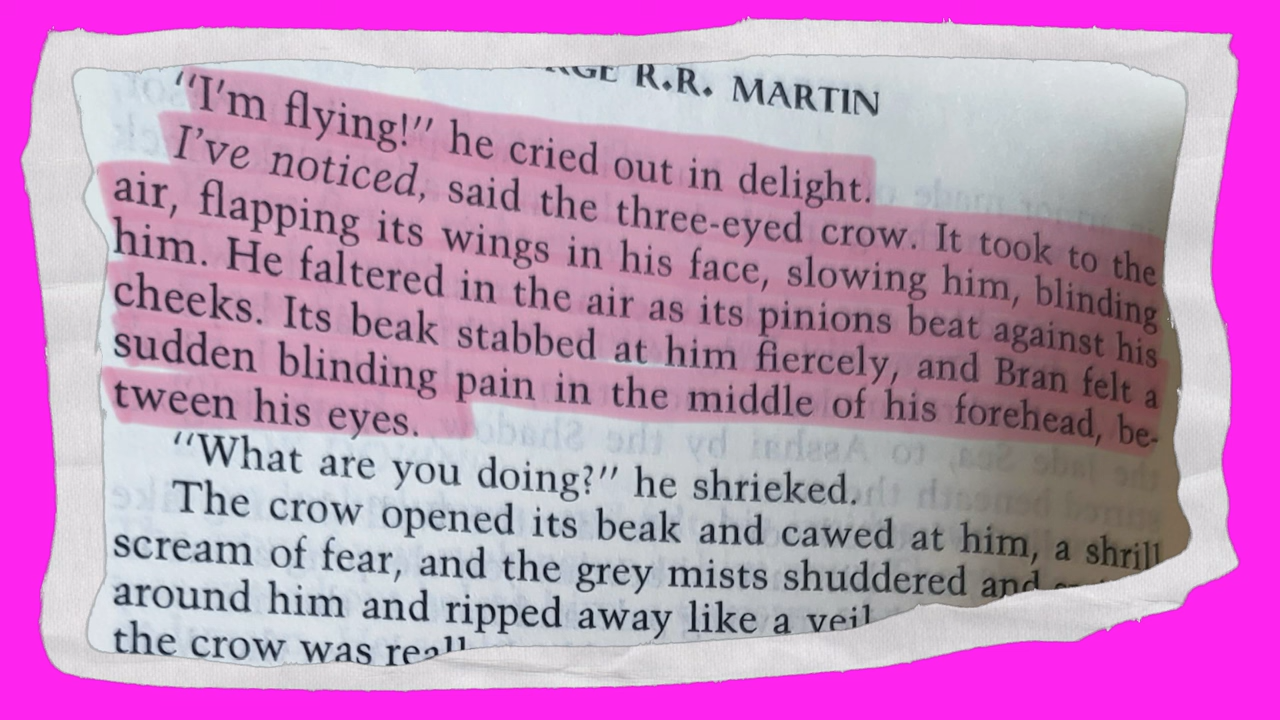 R.R. MARTIN
“I’m flying!” he cried out in delight.
I’ve noticed, said the three-eyed crow. It took to the
air, flapping its wings in his face, slowing him, blinding
him. He faltered in the air as its pinions beat against his
cheeks. Its beak stabbed at him fiercely, and Bran felt a
sudden blinding pain in the middle of his forehead, be-
tween his eyes.
“What are you doing?” he shrieked.
The crow opened its beak and cawed at him, a shrill
scream of fear, and the grey mists shuddered and
around him and ripped away like a veil
the crow was